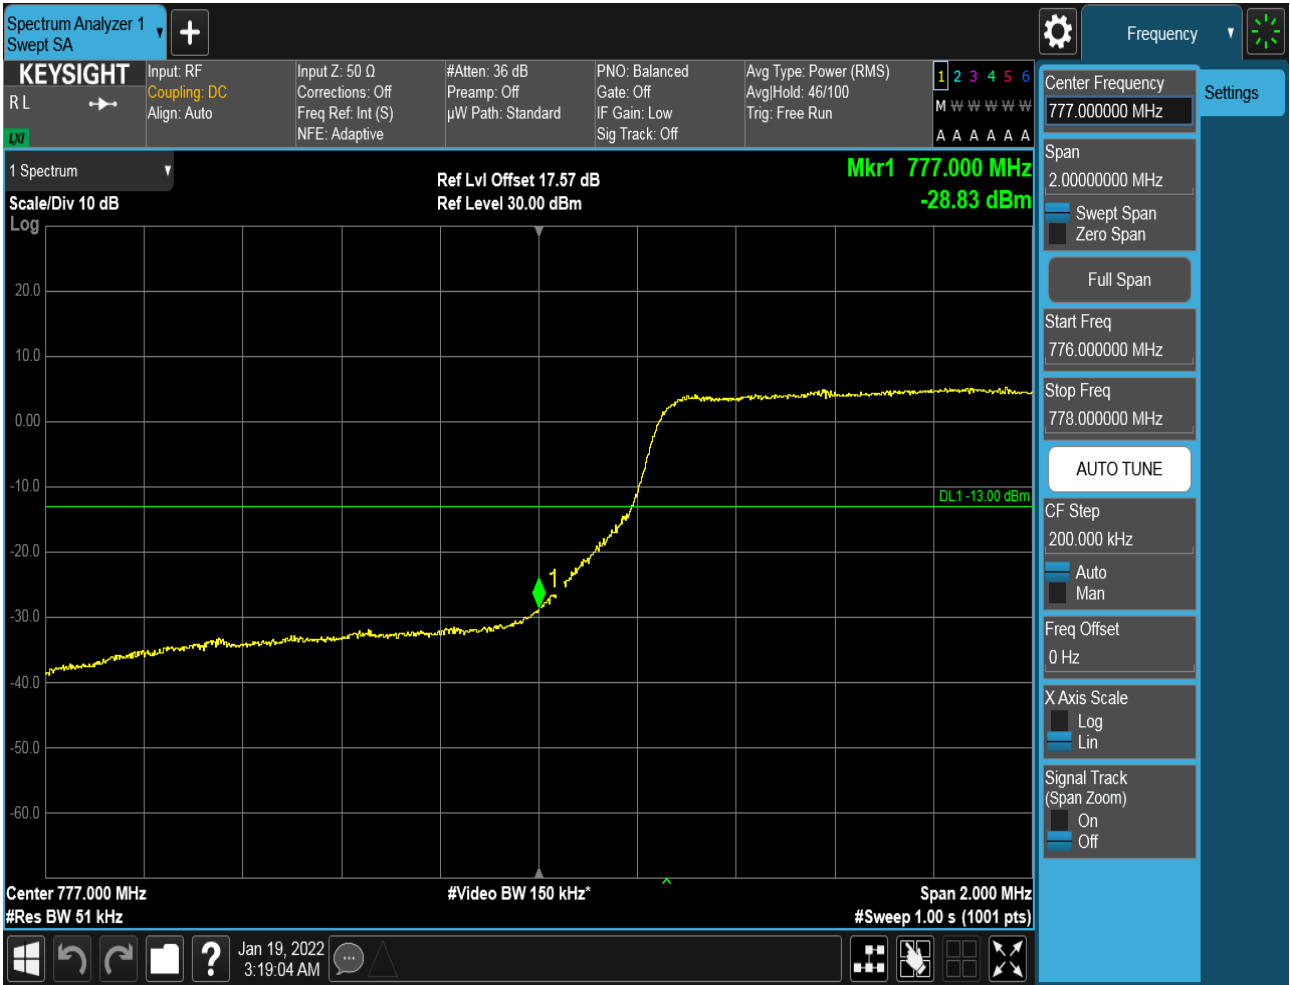 Spectrum Analyzer 1
Swept SA
+
Frequency
KEYSIGHT
R L
LXI
Input: RF
Coupling: DC
Align: Auto
Input Z: 50 Ω
Corrections: Off
Freq Ref: Int (S)
NFE: Adaptive
#Atten: 36 dB
Preamp: Off
µW Path: Standard
PNO: Balanced
Gate: Off
IF Gain: Low
Sig Track: Off
Avg Type: Power (RMS)
Avg|Hold: 46/100
Trig: Free Run
1 2 3 4 5 6
M W W W W W
A A A A A A
1 Spectrum
Scale/Div 10 dB
Log
Ref Lvl Offset 17.57 dB
Ref Level 30.00 dBm
Mkr1 777.000 MHz
-28.83 dBm
20.0
10.0
0.00
-10.0
-20.0
-30.0
-40.0
-50.0
-60.0
DL1 -13.00 dBm
1
Center 777.000 MHz
#Video BW 150 kHz*
Span 2.000 MHz
#Res BW 51 kHz
#Sweep 1.00 s (1001 pts)
Center Frequency
777.000000 MHz
Settings
Span
2.00000000 MHz
Swept Span
Zero Span
Full Span
Start Freq
776.000000 MHz
Stop Freq
778.000000 MHz
AUTO TUNE
CF Step
200.000 kHz
Auto
Man
Freq Offset
0 Hz
X Axis Scale
Log
Lin
Signal Track
(Span Zoom)
On
Off
?
Jan 19, 2022
3:19:04 AM